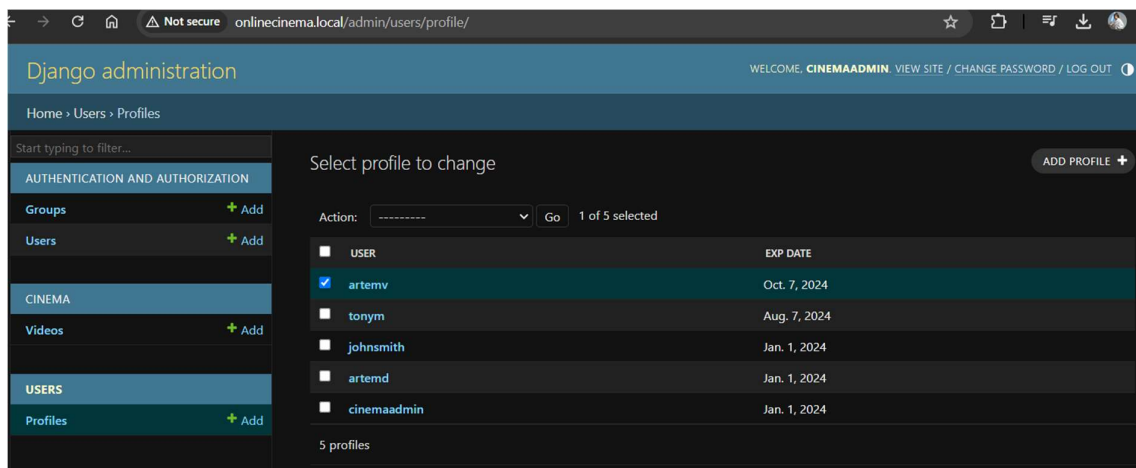 Not secure onlinecinema.local/admin/users/profile/
Django administration
WELCOME, CINEMAADMIN. VIEW SITE / CHANGE PASSWORD / LOG OUT
Home › Users › Profiles
Start typing to filter...
AUTHENTICATION AND AUTHORIZATION
Groups + Add
Users + Add
CINEMA
Videos + Add
USERS
Profiles + Add
Select profile to change
ADD PROFILE +
Action: --------- Go 1 of 5 selected
USER EXP DATE
artemv Oct. 7, 2024
tonym Aug. 7, 2024
johnsmith Jan. 1, 2024
artemd Jan. 1, 2024
cinemaadmin Jan. 1, 2024
5 profiles